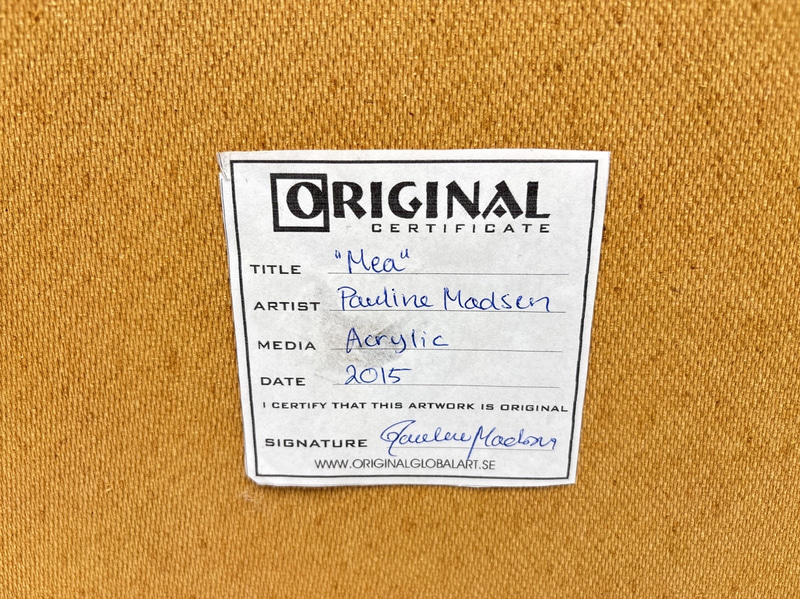 ORIGINAL
CERTIFICATE
TITLE "Mea"
ARTIST Pauline Madsen
MEDIA Acrylic
DATE 2015
I CERTIFY THAT THIS ARTWORK IS ORIGINAL
SIGNATURE Pauline Madsen
WWW.ORIGINALGLOBALART.SE